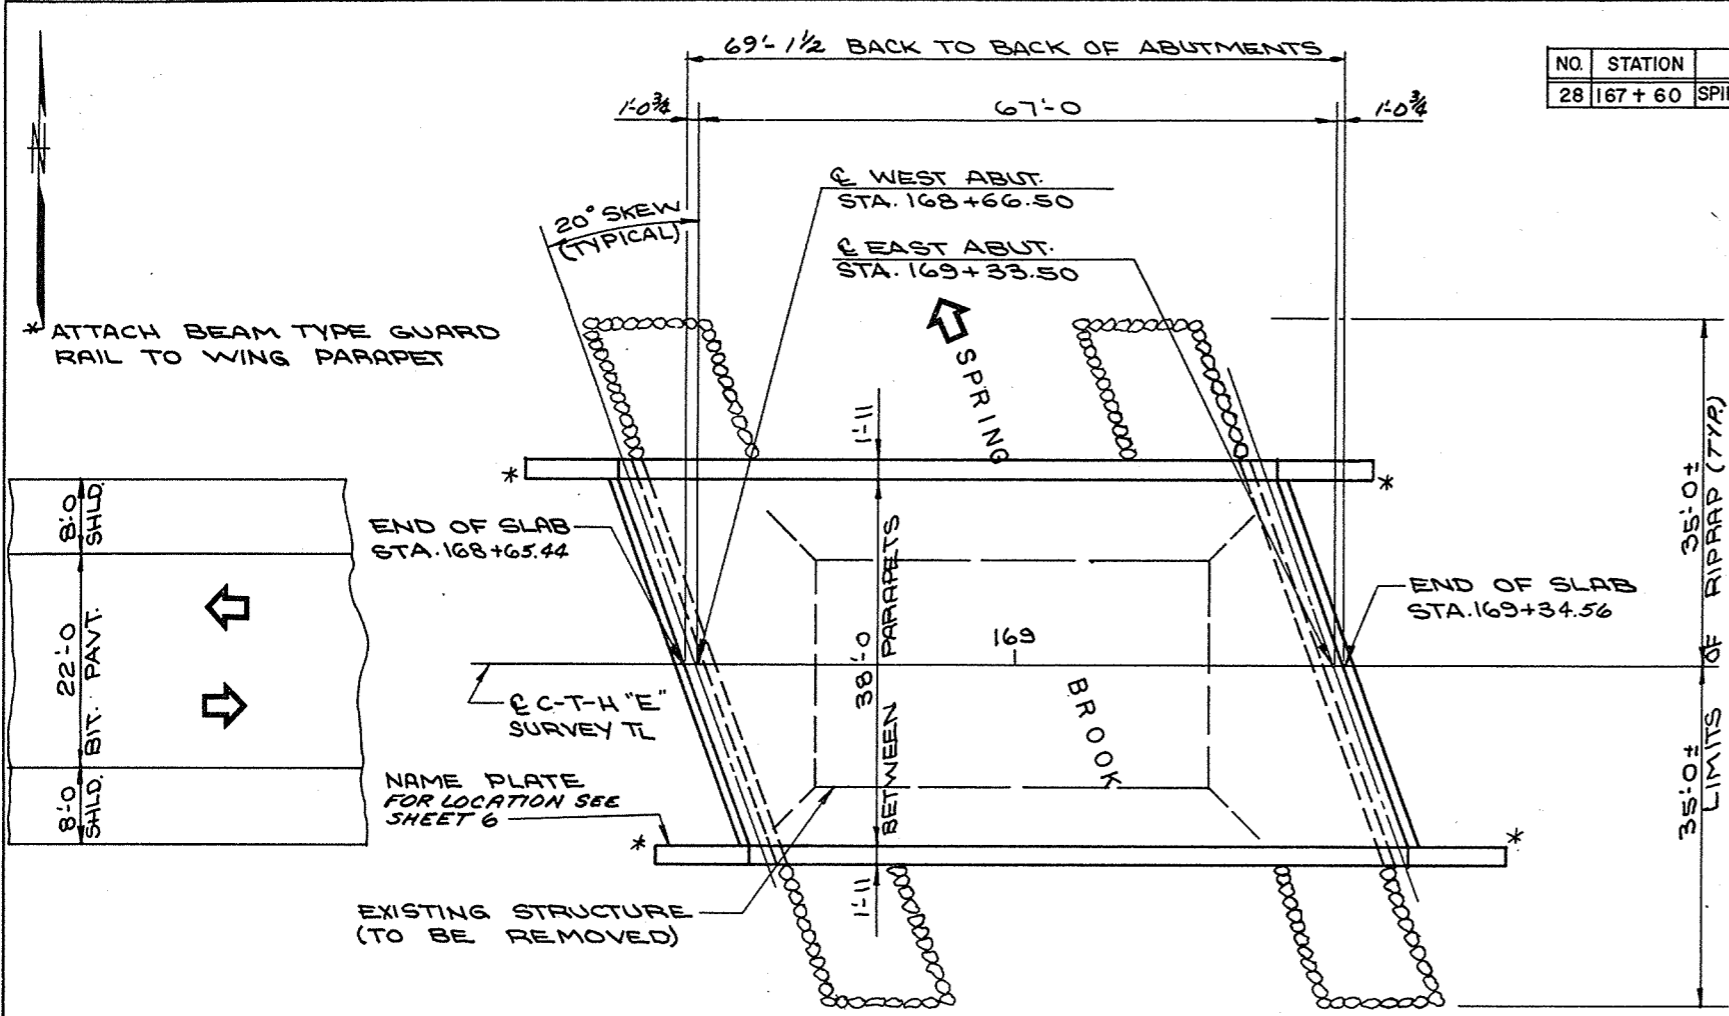 69'-1½ BACK TO BACK OF ABUTMENTS
1'-0¾
67'-0
1'-0¾
NO. STATION
28 167+60
N
20° SKEW
(TYPICAL)
℄ WEST ABUT.
STA. 168+66.50
℄ EAST ABUT.
STA. 169+33.50
* ATTACH BEAM TYPE GUARD
RAIL TO WING PARAPET
SPRING
1'-11
*
*
8'-0
SHLD.
22'-0
BIT. PAVT.
8'-0
SHLD.
END OF SLAB
STA. 168+65.44
38'-0
BETWEEN PARAPETS
169
END OF SLAB
STA. 169+34.56
35'-0±
35'-0±
LIMITS OF RIPRAP (TYP.)
℄ C-T-H "E"
SURVEY TL
BROOK
NAME PLATE
FOR LOCATION SEE
SHEET 6
*
*
1'-11
EXISTING STRUCTURE
(TO BE REMOVED)